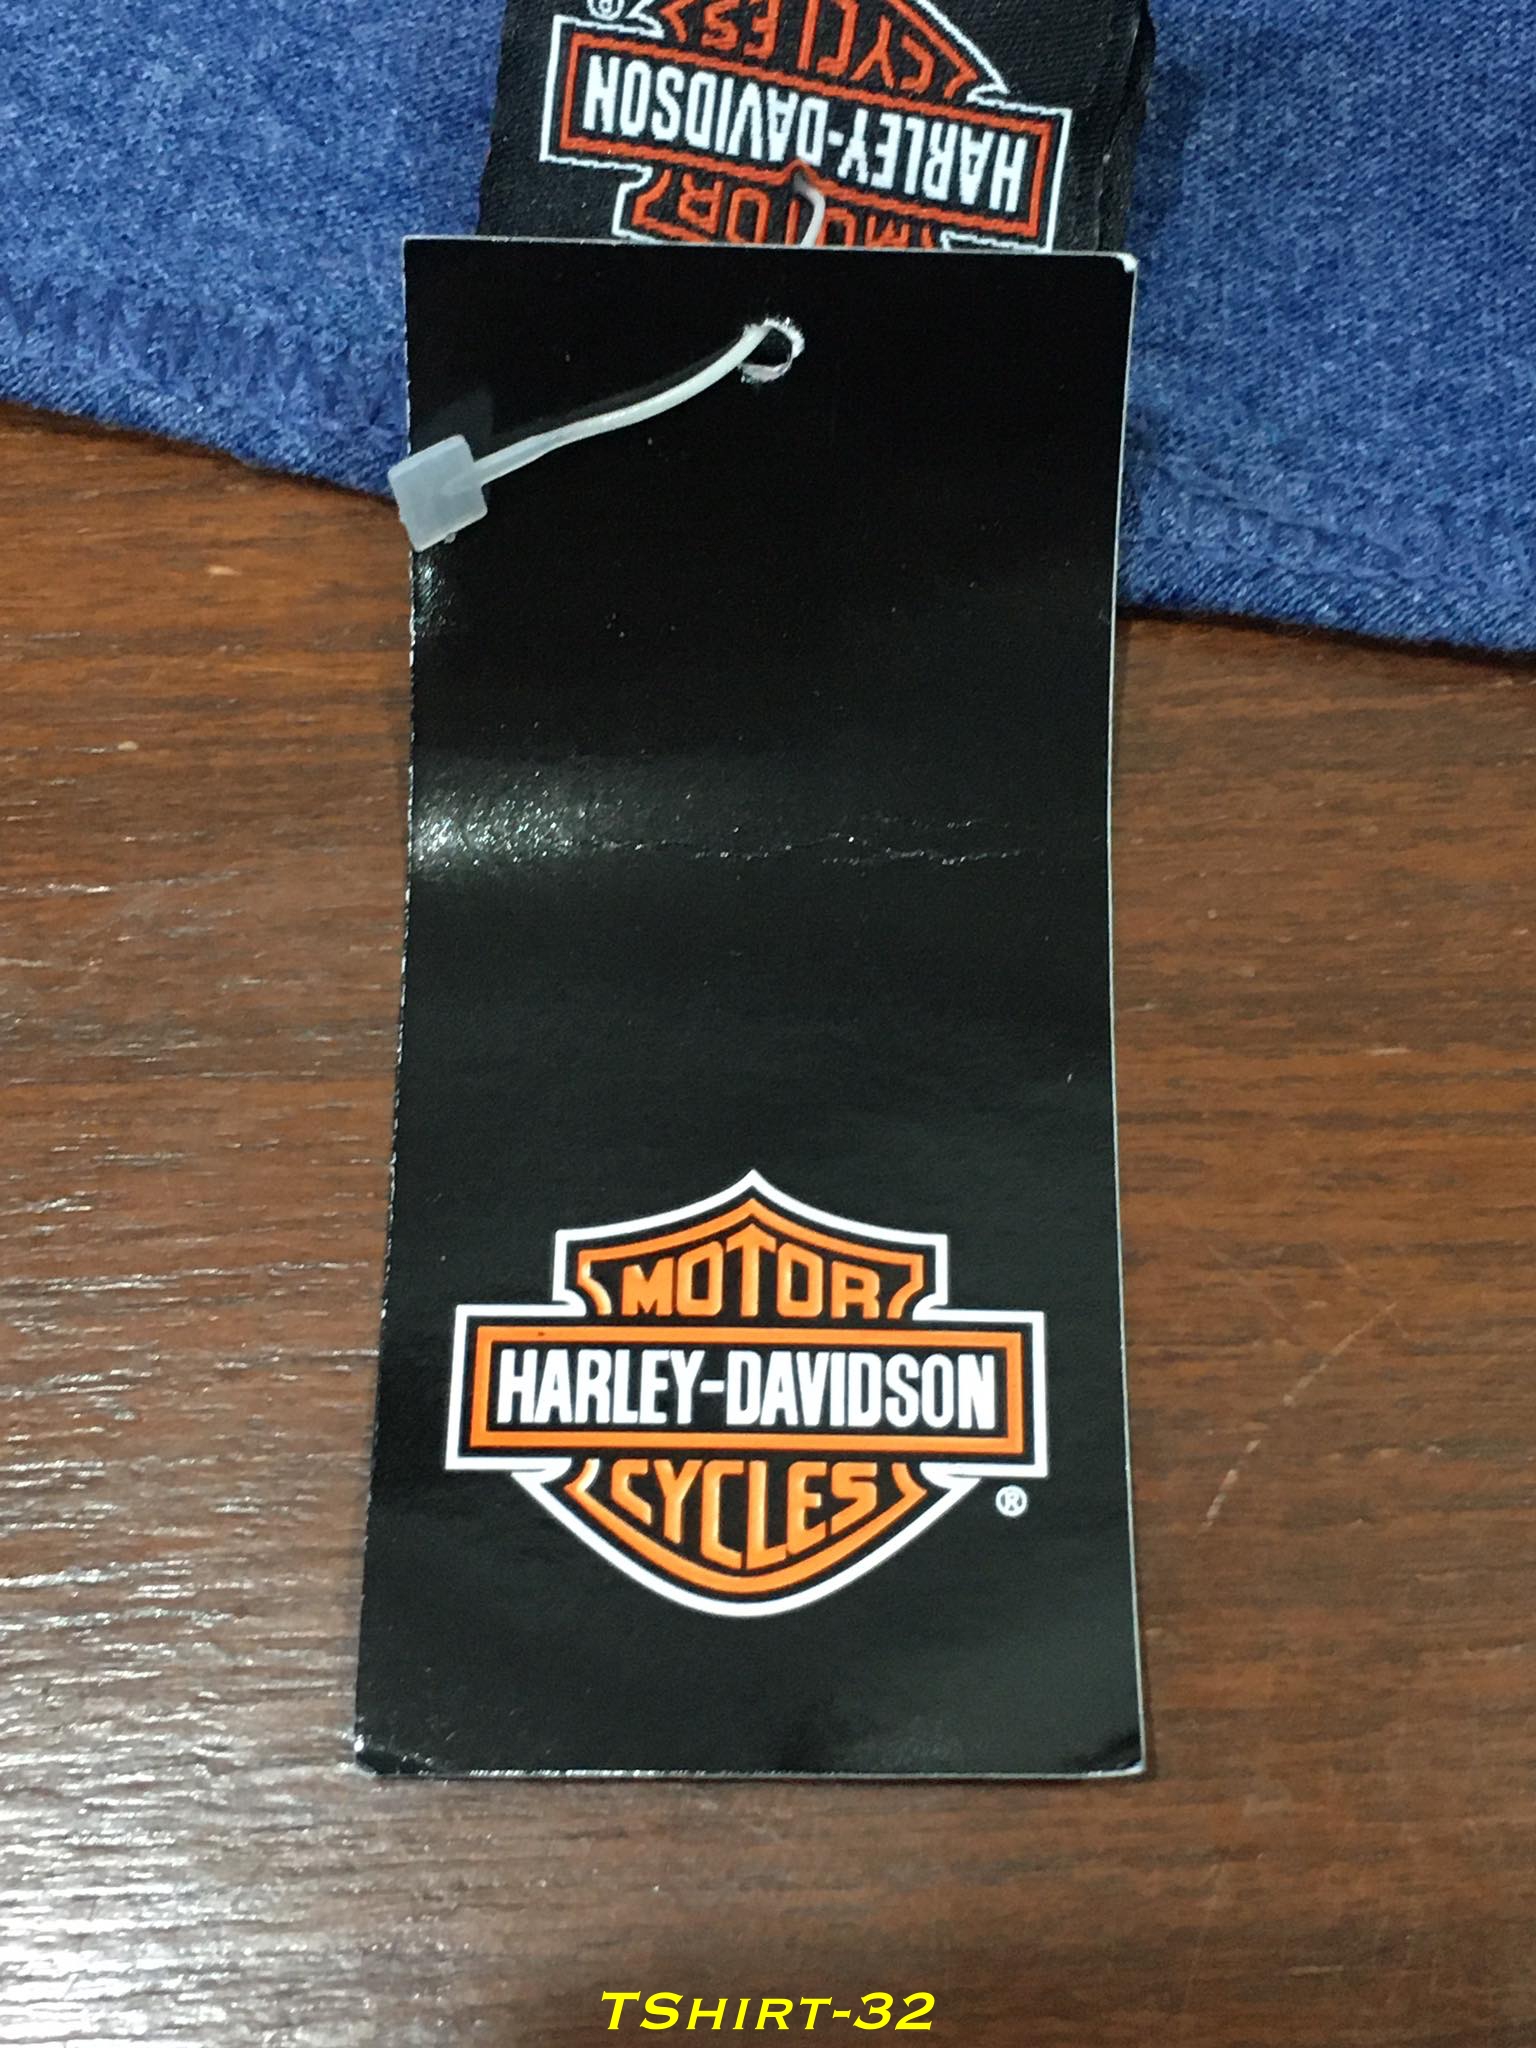 ®
CYCLES
HARLEY-DAVIDSON
MOTOR
MOTOR
HARLEY-DAVIDSON
CYCLES
®
TSHIRT-32